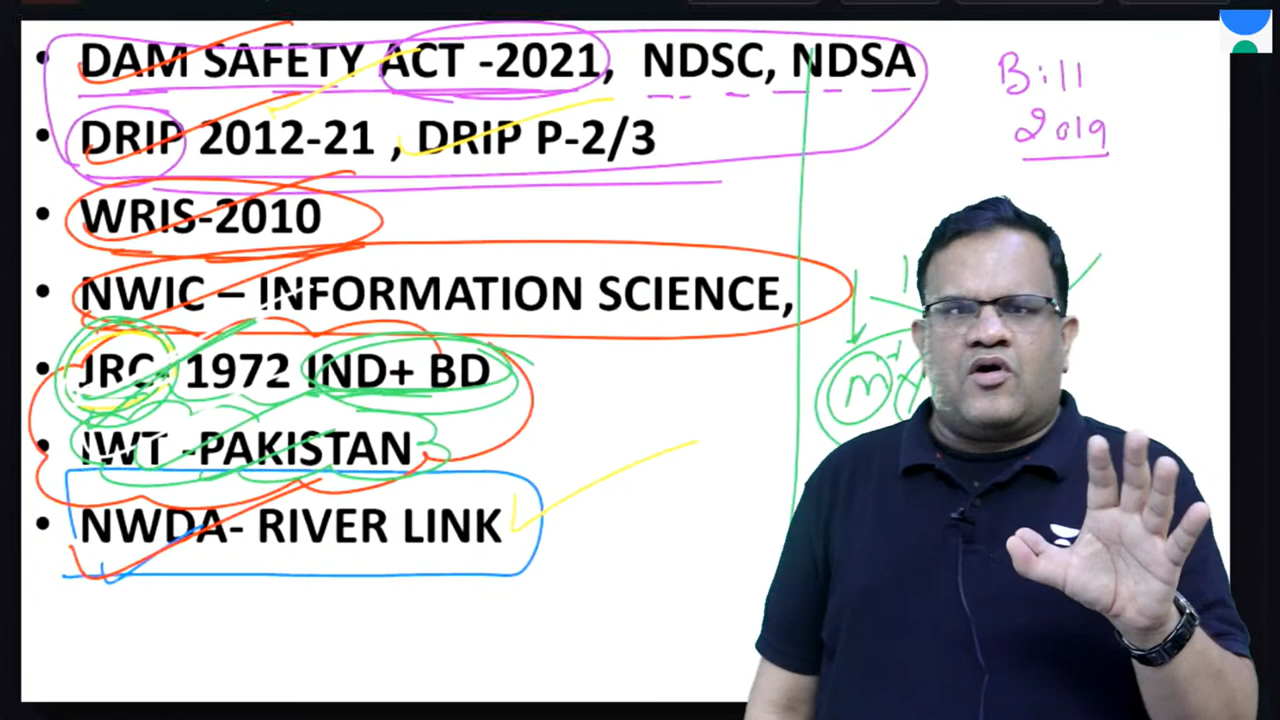 • DAM SAFETY ACT -2021, NDSC, NDSA
• DRIP 2012-21 , DRIP P-2/3
• WRIS-2010
• NWIC – INFORMATION SCIENCE,
• JRC- 1972 IND+ BD
• IWT -PAKISTAN
• NWDA- RIVER LINK
Bill
2019